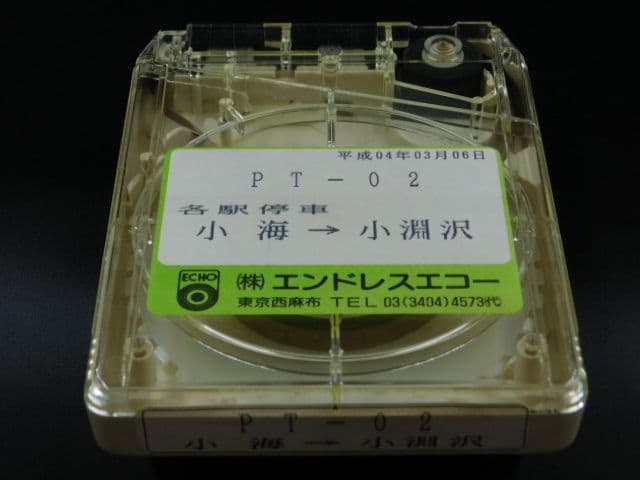 平成04年03月06日
PT-02
各駅停車
小海→小淵沢
ECHO
(株)エンドレスエコー
東京西麻布 TEL 03(3404)4573代
PT-02
小海→小淵沢